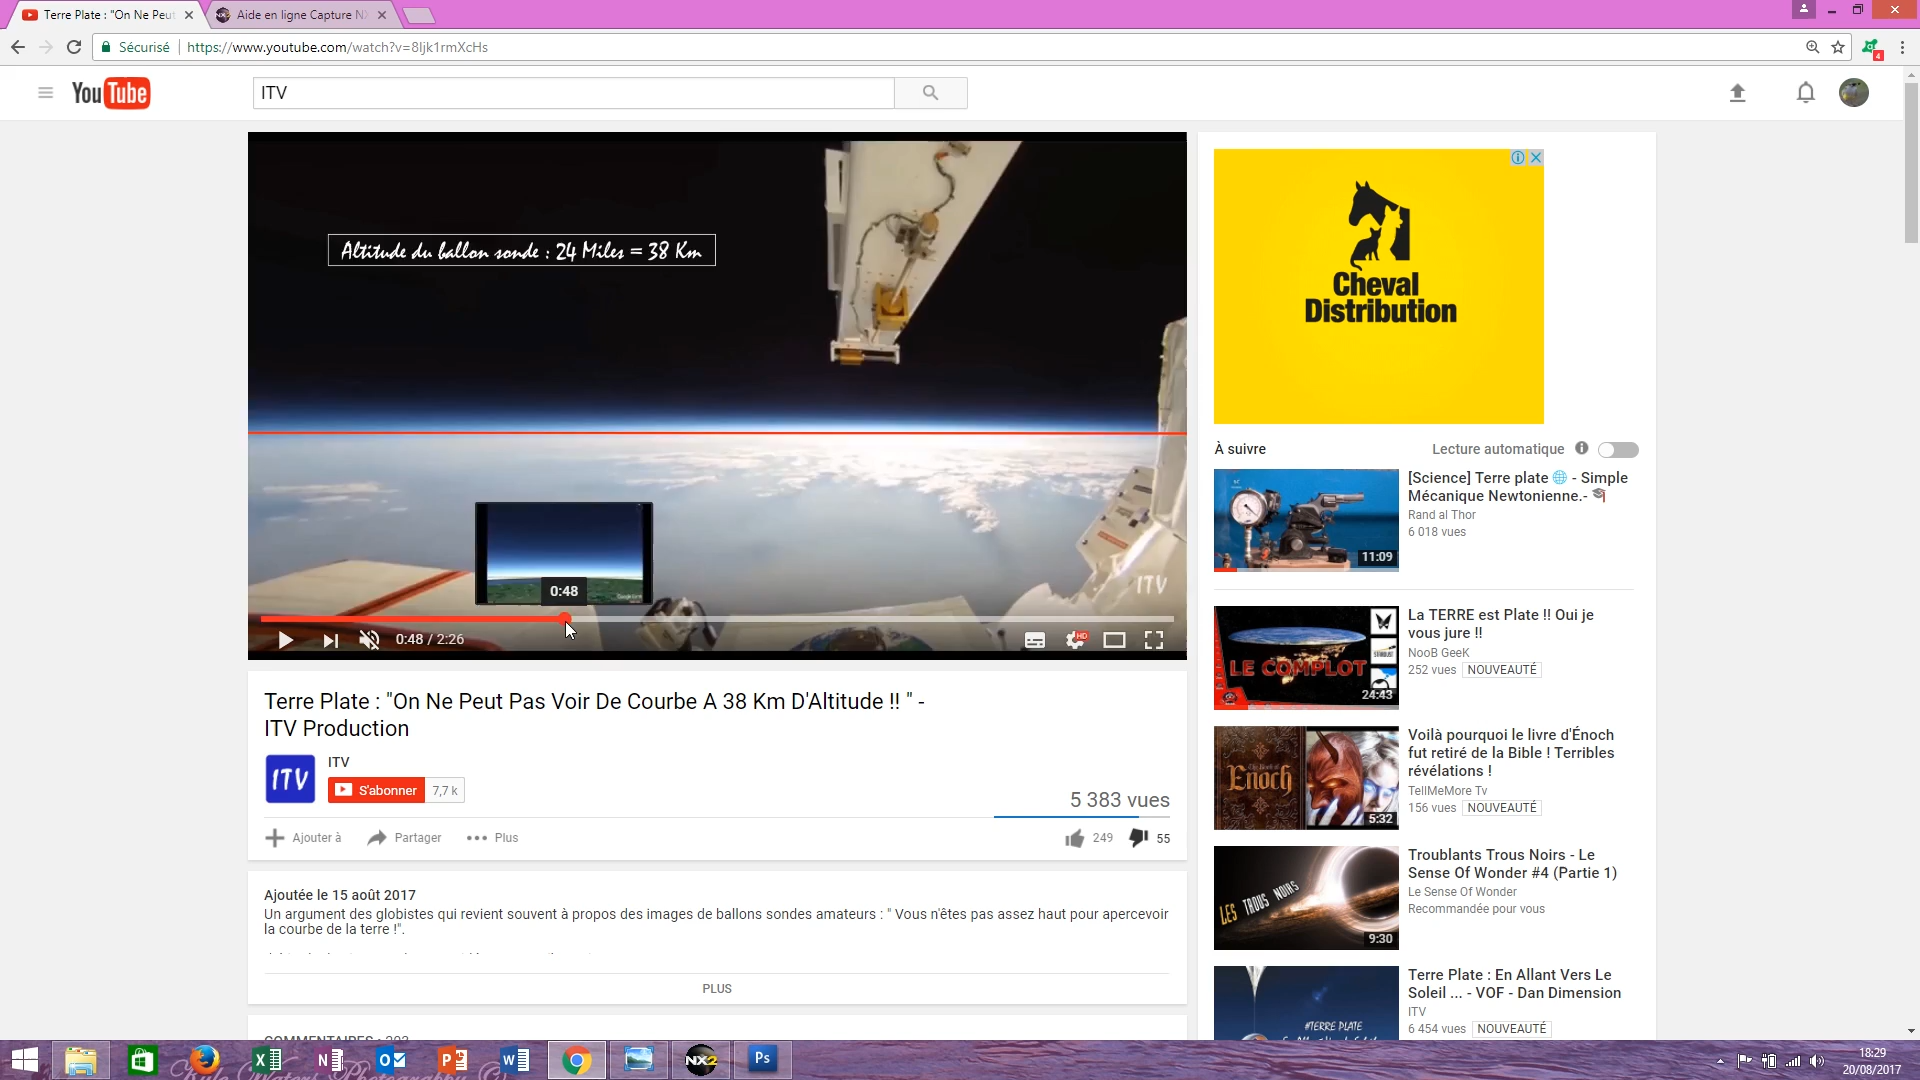 Terre Plate : "On Ne Peut
Aide en ligne Capture NX
Sécurisé
https://www.youtube.com/watch?v=8ljk1rmXcHs
4
YouTube
ITV
Altitude du ballon sonde : 24 Miles = 38 Km
ITV
0:48
0:48 / 2:26
HD
Terre Plate : "On Ne Peut Pas Voir De Courbe A 38 Km D'Altitude !! " -
ITV Production
ITV
ITV
S'abonner 7,7 k
5 383 vues
Ajouter à Partager Plus
249 55
Ajoutée le 15 août 2017
Un argument des globistes qui revient souvent à propos des images de ballons sondes amateurs : " Vous n'êtes pas assez haut pour apercevoir
la courbe de la terre !".
PLUS
Cheval
Distribution
À suivre
Lecture automatique
11:09
[Science] Terre plate 🌐 - Simple
Mécanique Newtonienne.- 🎓
Rand al Thor
6 018 vues
LE COMPLOT
24:43
La TERRE est Plate !! Oui je
vous jure !!
NooB GeeK
252 vues NOUVEAUTÉ
Enoch
5:32
Voilà pourquoi le livre d'Énoch
fut retiré de la Bible ! Terribles
révélations !
TellMeMore Tv
156 vues NOUVEAUTÉ
LES TROUS NOIRS
9:30
Troublants Trous Noirs - Le
Sense Of Wonder #4 (Partie 1)
Le Sense Of Wonder
Recommandée pour vous
#TERRE PLATE
Terre Plate : En Allant Vers Le
Soleil ... - VOF - Dan Dimension
ITV
6 454 vues NOUVEAUTÉ
NX2
Ps
18:29
20/08/2017